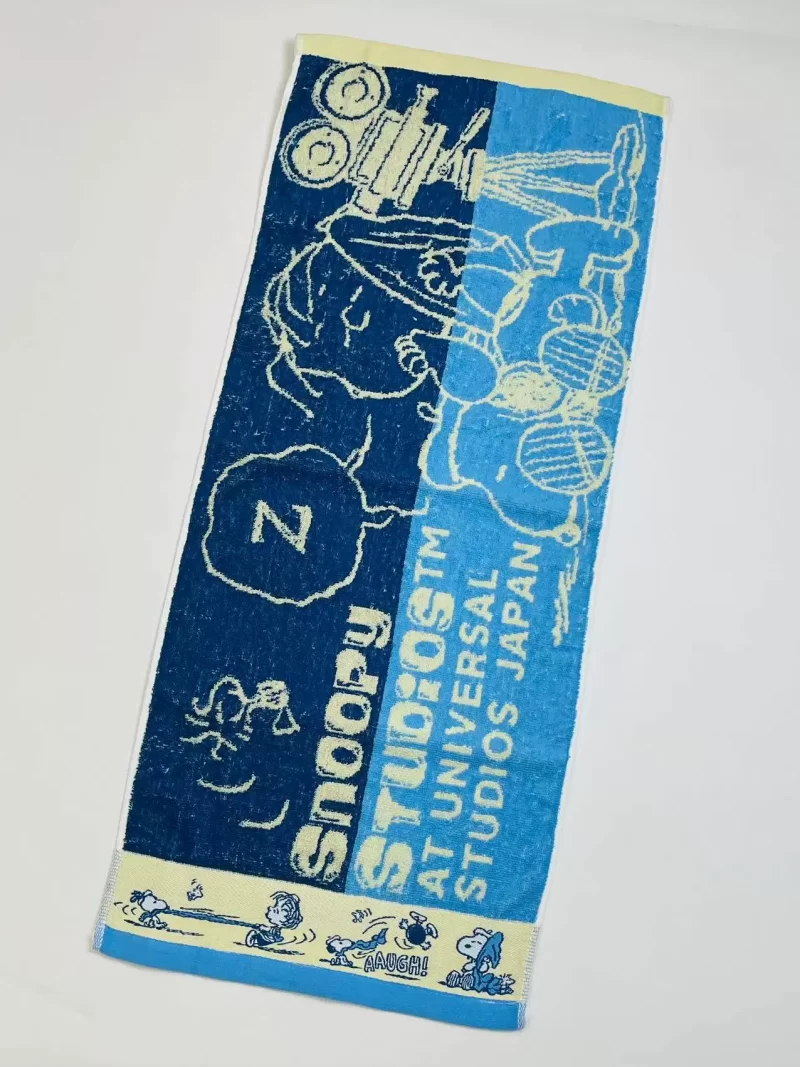 Z
Snoopy
STUDIOS™
AT UNIVERSAL
STUDIOS JAPAN
AAUGH!